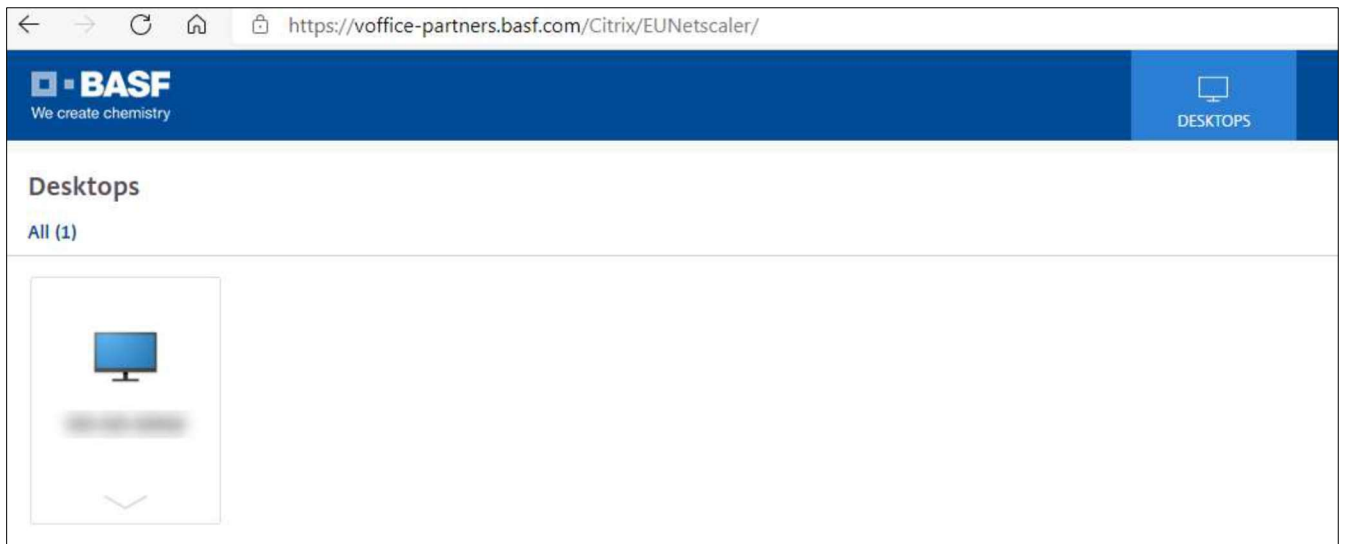 https://voffice-partners.basf.com/Citrix/EUNetscaler/
BASF
We create chemistry
DESKTOPS
Desktops
All (1)